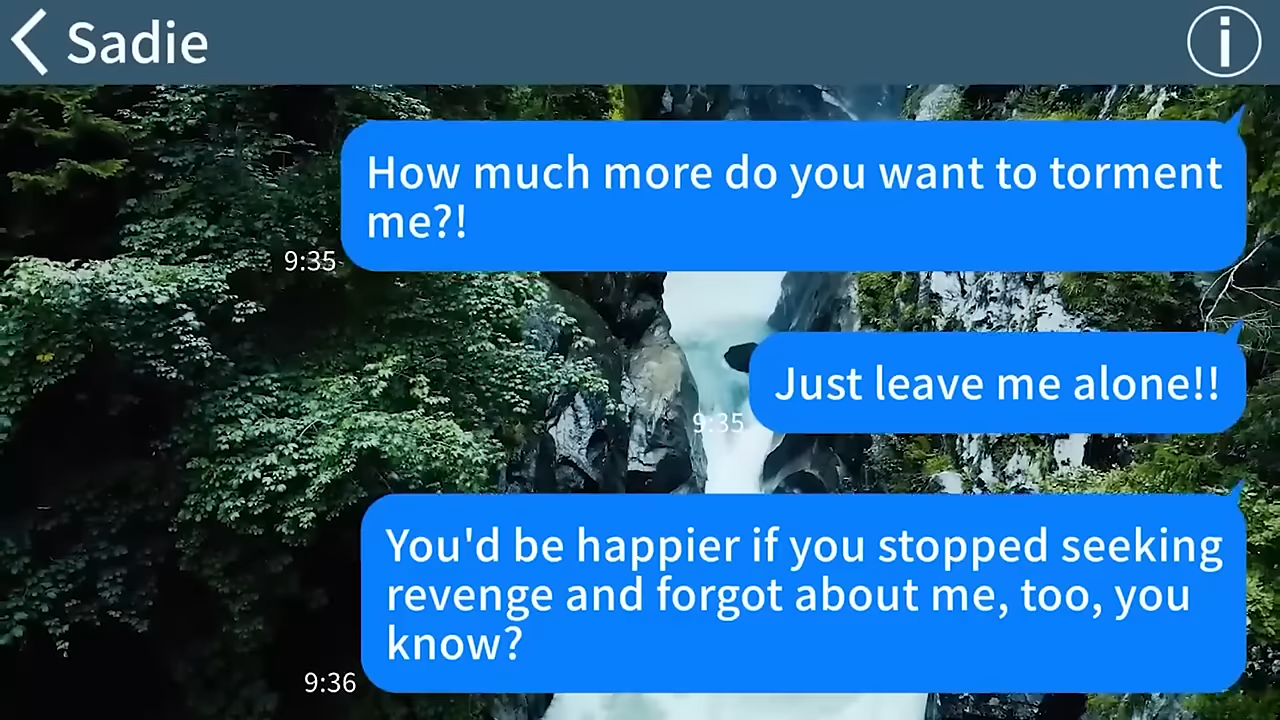 Sadie
How much more do you want to torment
me?!
9:35
Just leave me alone!!
9:35
You'd be happier if you stopped seeking
revenge and forgot about me, too, you
know?
9:36